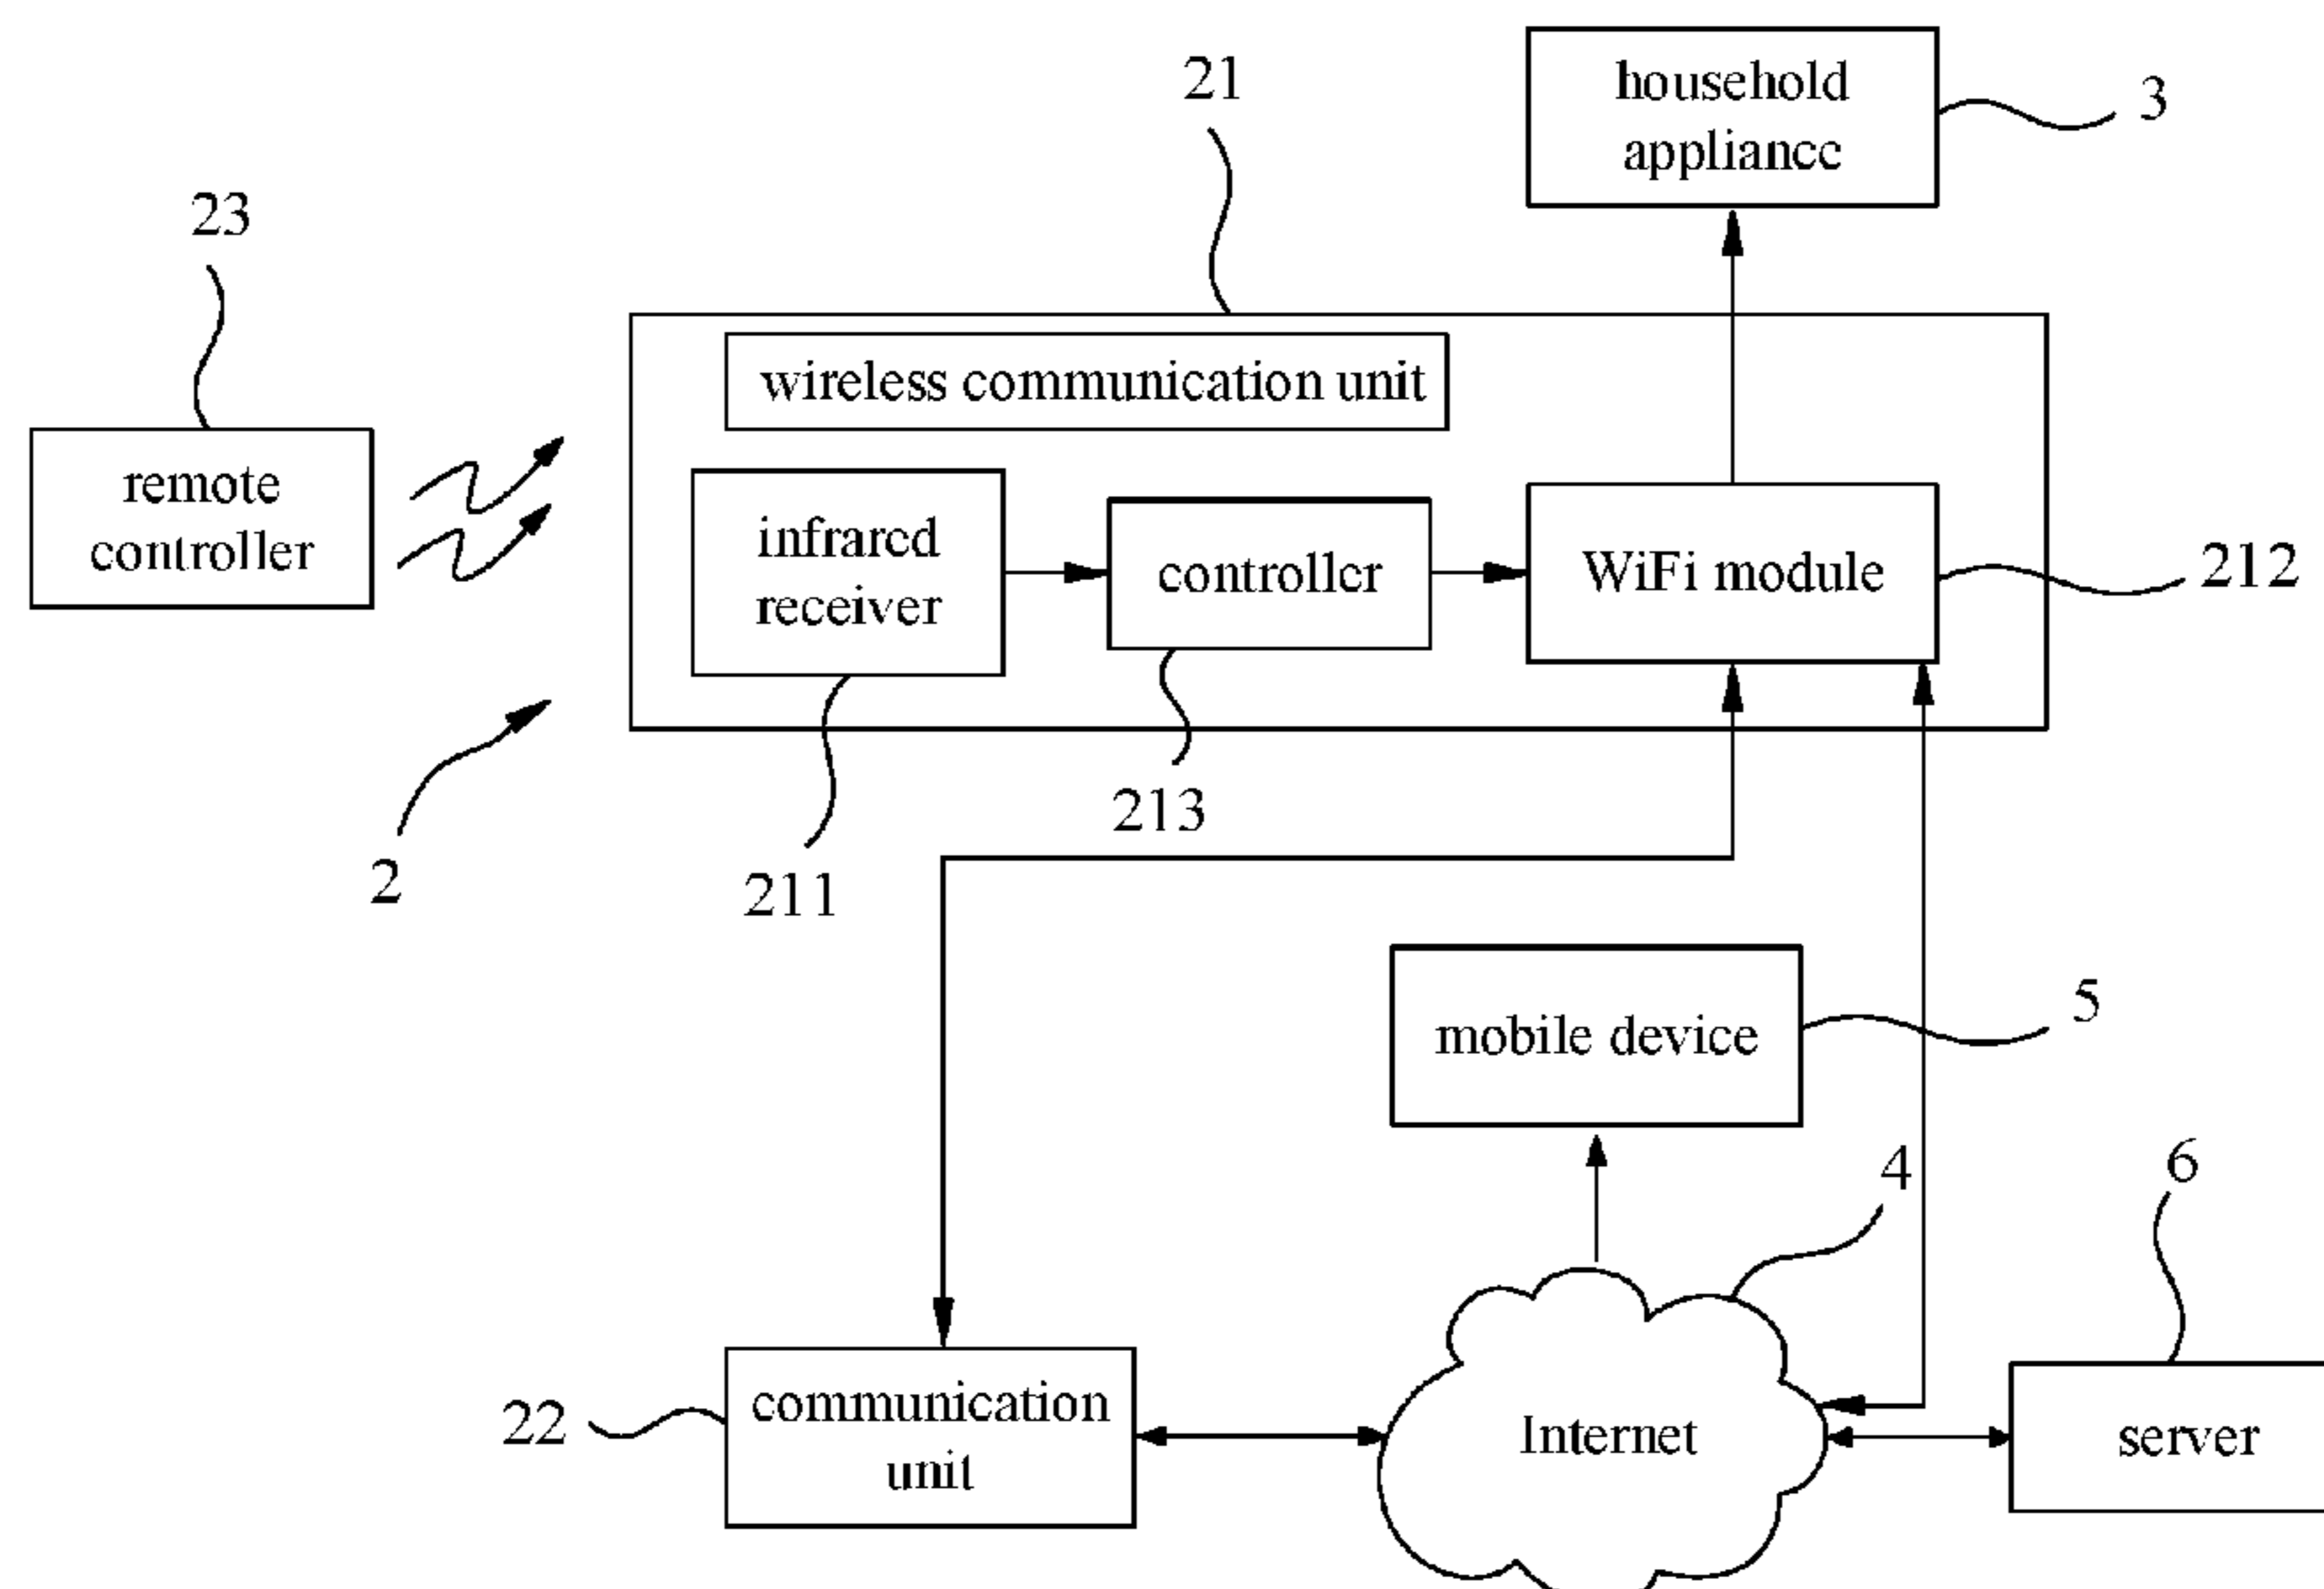 21
household
appliance
3
23
wireless communication unit
remote
controller
infrared
receiver
controller
WiFi module
212
213
2
211
mobile device
5
4
6
22
communication
unit
Internet
server